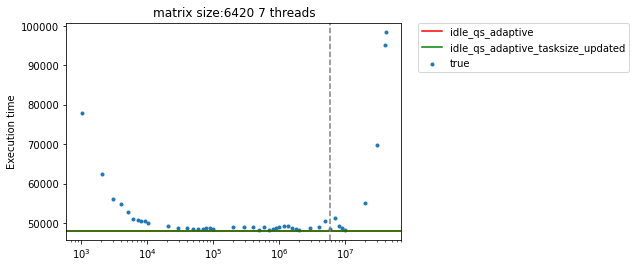 matrix size:6420 7 threads
Execution time
100000
90000
80000
70000
60000
50000
10³
10⁴
10⁵
10⁶
10⁷
idle_qs_adaptive
idle_qs_adaptive_tasksize_updated
true